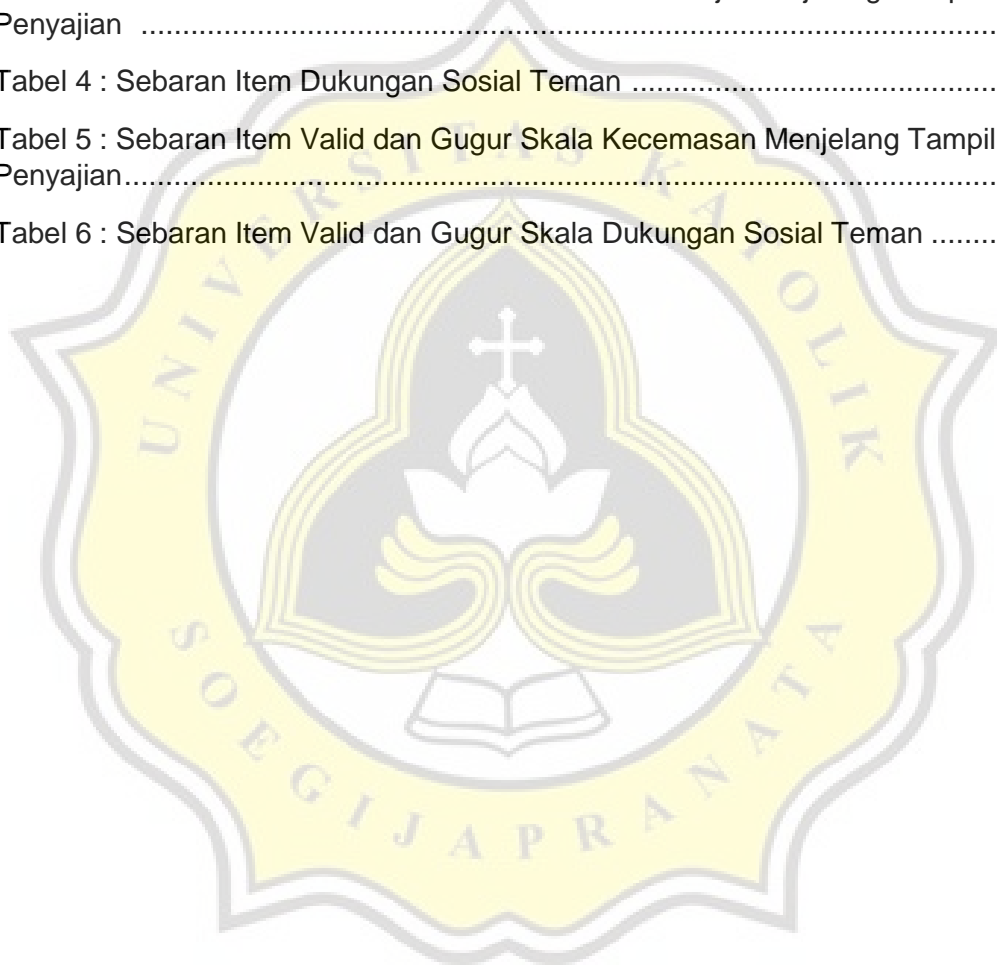 Penyajian ........................................................................................
Tabel 4 : Sebaran Item Dukungan Sosial Teman .....................................
Tabel 5 : Sebaran Item Valid dan Gugur Skala Kecemasan Menjelang Tampil
Penyajian..........................................................................................
Tabel 6 : Sebaran Item Valid dan Gugur Skala Dukungan Sosial Teman ........
UNIVERSITAS KATOLIK
SOEGIJAPRANATA